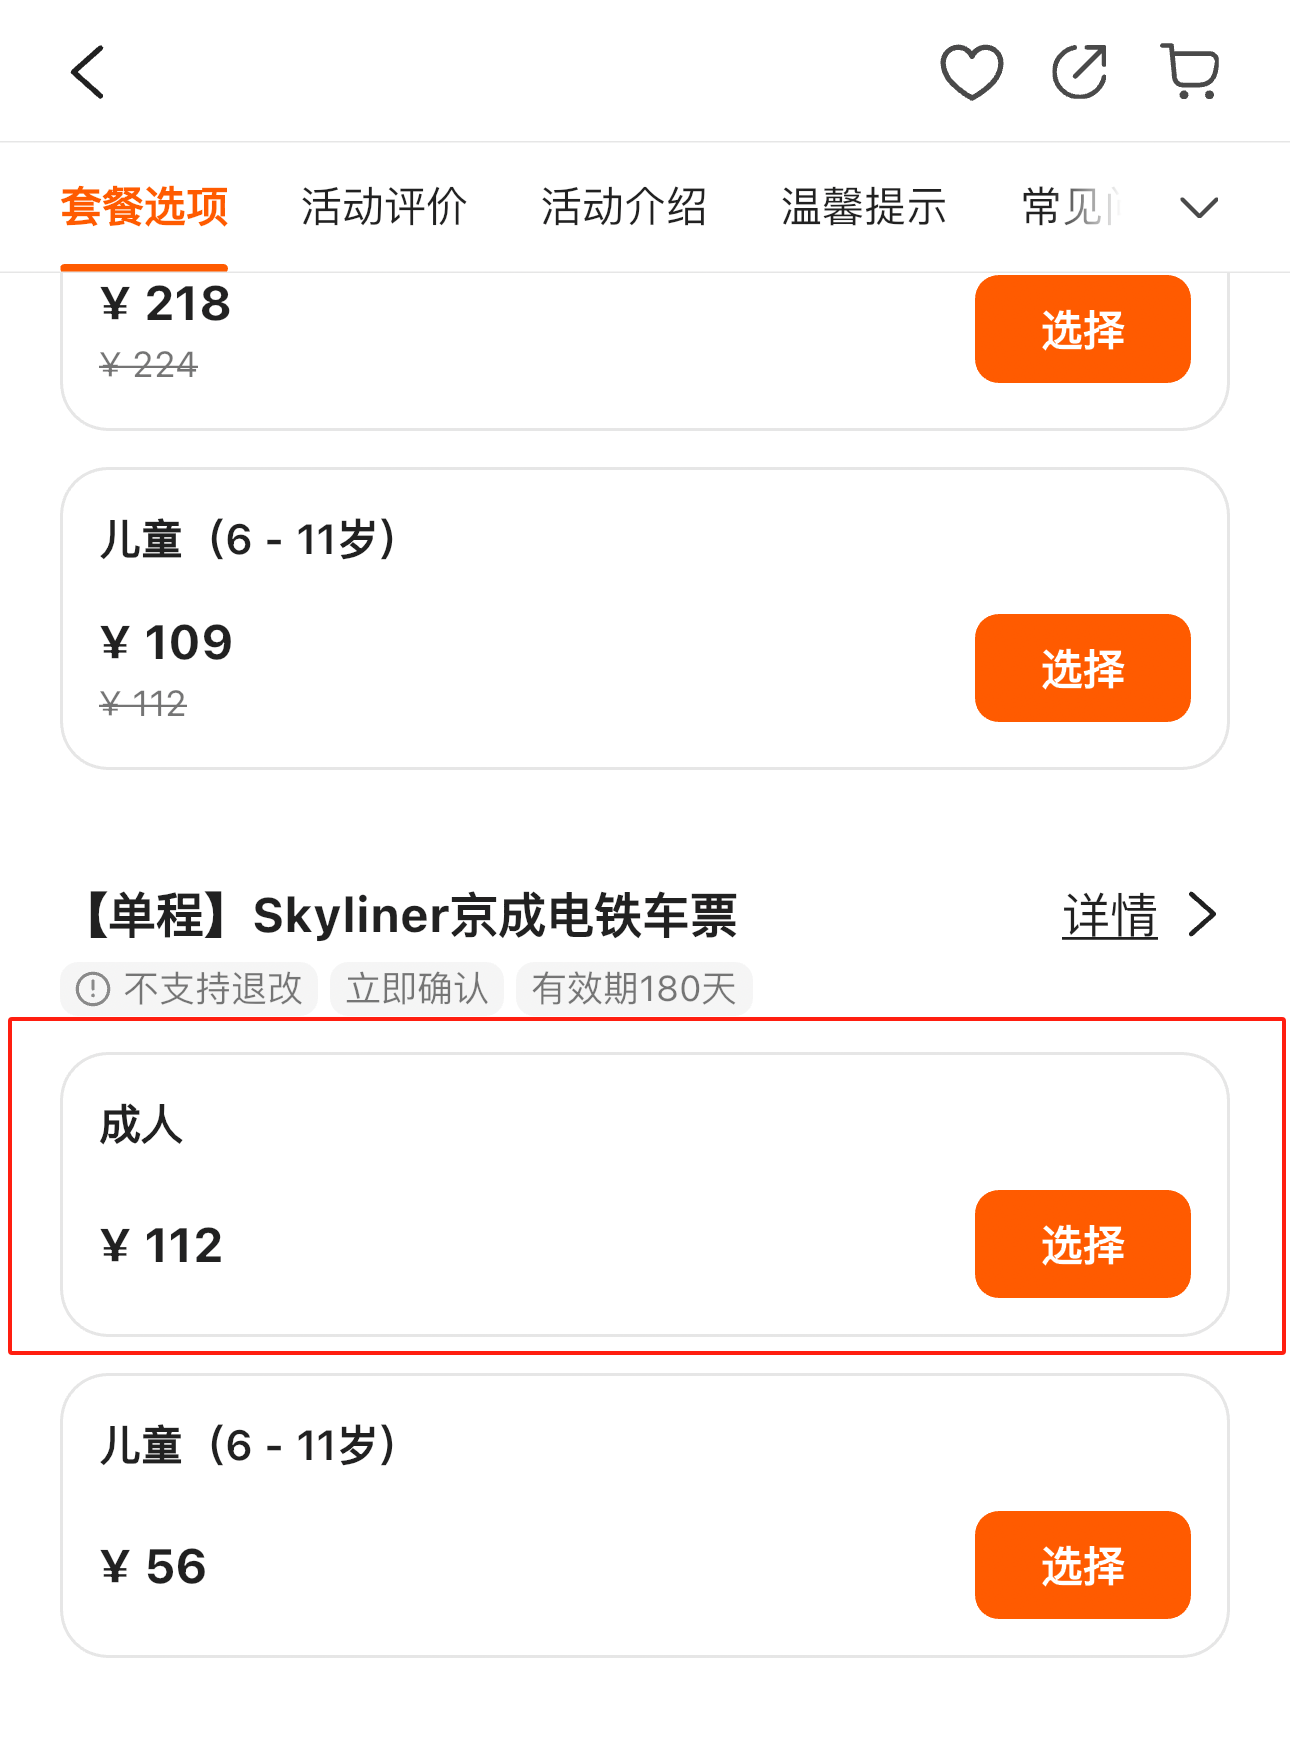 套餐选项 活动评价 活动介绍 温馨提示 常见
¥ 218
选择
¥ 224
儿童（6 - 11岁）
¥ 109
选择
¥ 112
【单程】Skyliner京成电铁车票 详情
不支持退改 立即确认 有效期180天
成人
¥ 112
选择
儿童（6 - 11岁）
¥ 56
选择